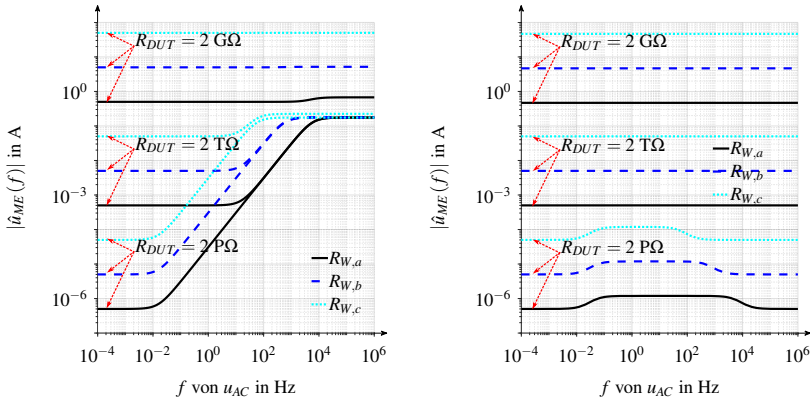 R_DUT = 2 GΩ
R_DUT = 2 TΩ
R_DUT = 2 PΩ
R_W,a
R_W,b
R_W,c
10^0
10^−3
10^−6
|û_ME(f)| in A
10^−4 10^−2 10^0 10^2 10^4 10^6
f von u_AC in Hz
R_DUT = 2 GΩ
R_DUT = 2 TΩ
R_W,a
R_W,b
R_W,c
R_DUT = 2 PΩ
10^0
10^−3
10^−6
|û_ME(f)| in A
10^−4 10^−2 10^0 10^2 10^4 10^6
f von u_AC in Hz